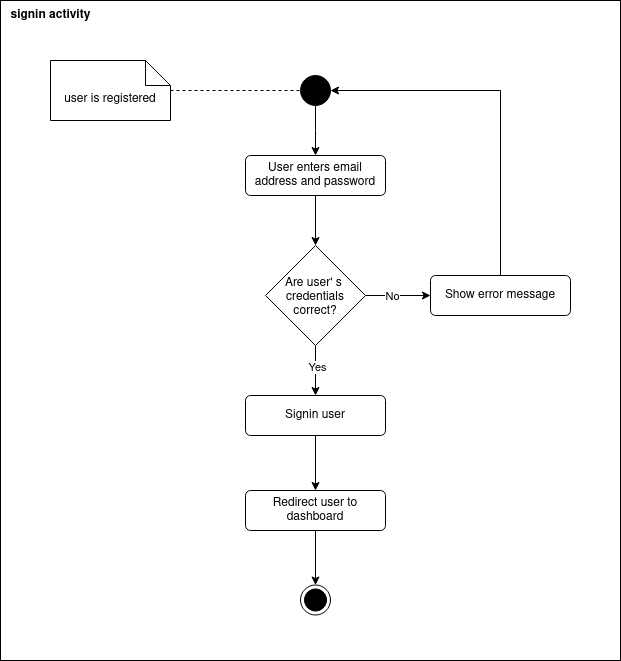 signin activity
user is registered
User enters email
address and password
Are user' s
credentials
correct?
No
Show error message
Yes
Signin user
Redirect user to
dashboard